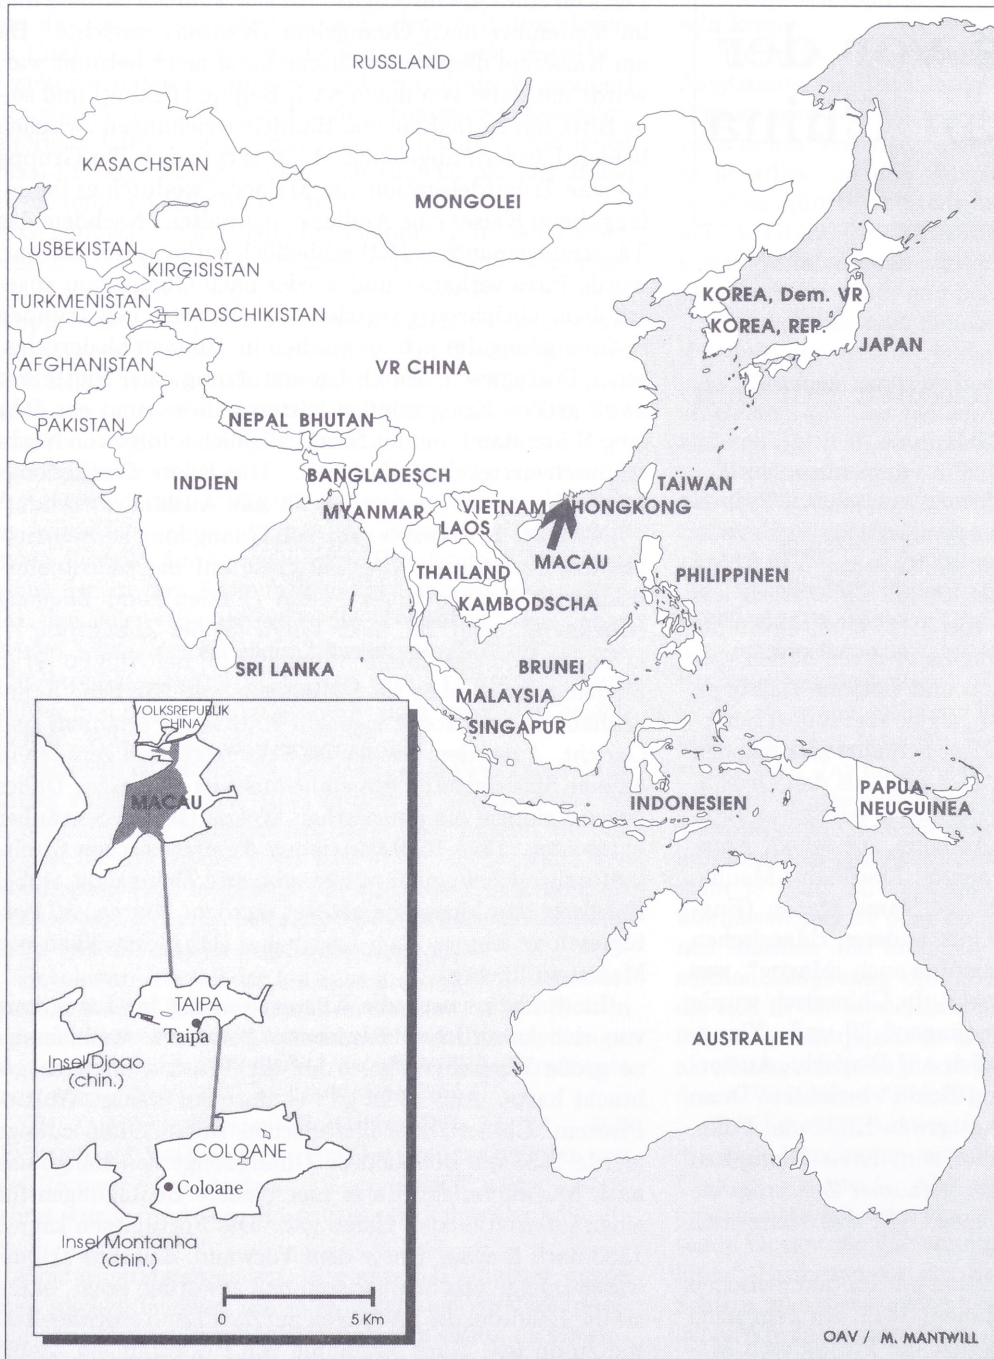 RUSSLAND
KASACHSTAN
MONGOLEI
USBEKISTAN
KIRGISISTAN
TURKMENISTAN
TADSCHIKISTAN
KOREA, Dem. VR
KOREA, REP.
JAPAN
AFGHANISTAN
VR CHINA
PAKISTAN
NEPAL BHUTAN
INDIEN
BANGLADESCH
TAIWAN
MYANMAR
VIETNAM
HONGKONG
LAOS
MACAU
THAILAND
PHILIPPINEN
KAMBODSCHA
SRI LANKA
BRUNEi
MALAYSIA
SINGAPUR
INDONESIEN
PAPUA-
NEUGUINEA
AUSTRALIEN
VOLKSREPUBLIK
CHINA
MACAU
TAIPA
Taipa
Insel Djoao
(chin.)
COLOANE
Coloane
Insel Montanha
(chin.)
0 5 Km
OAV / M. MANTWILL